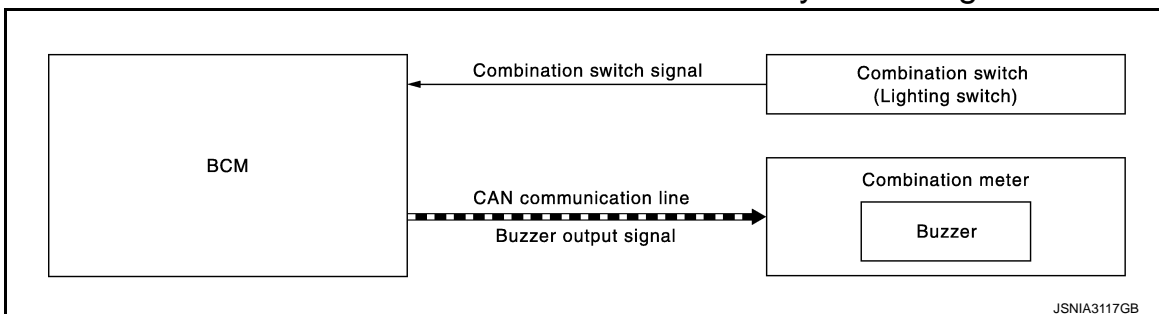 Combination switch signal
Combination switch
(Lighting switch)
BCM
CAN communication line
Buzzer output signal
Combination meter
Buzzer
JSNIA3117GB